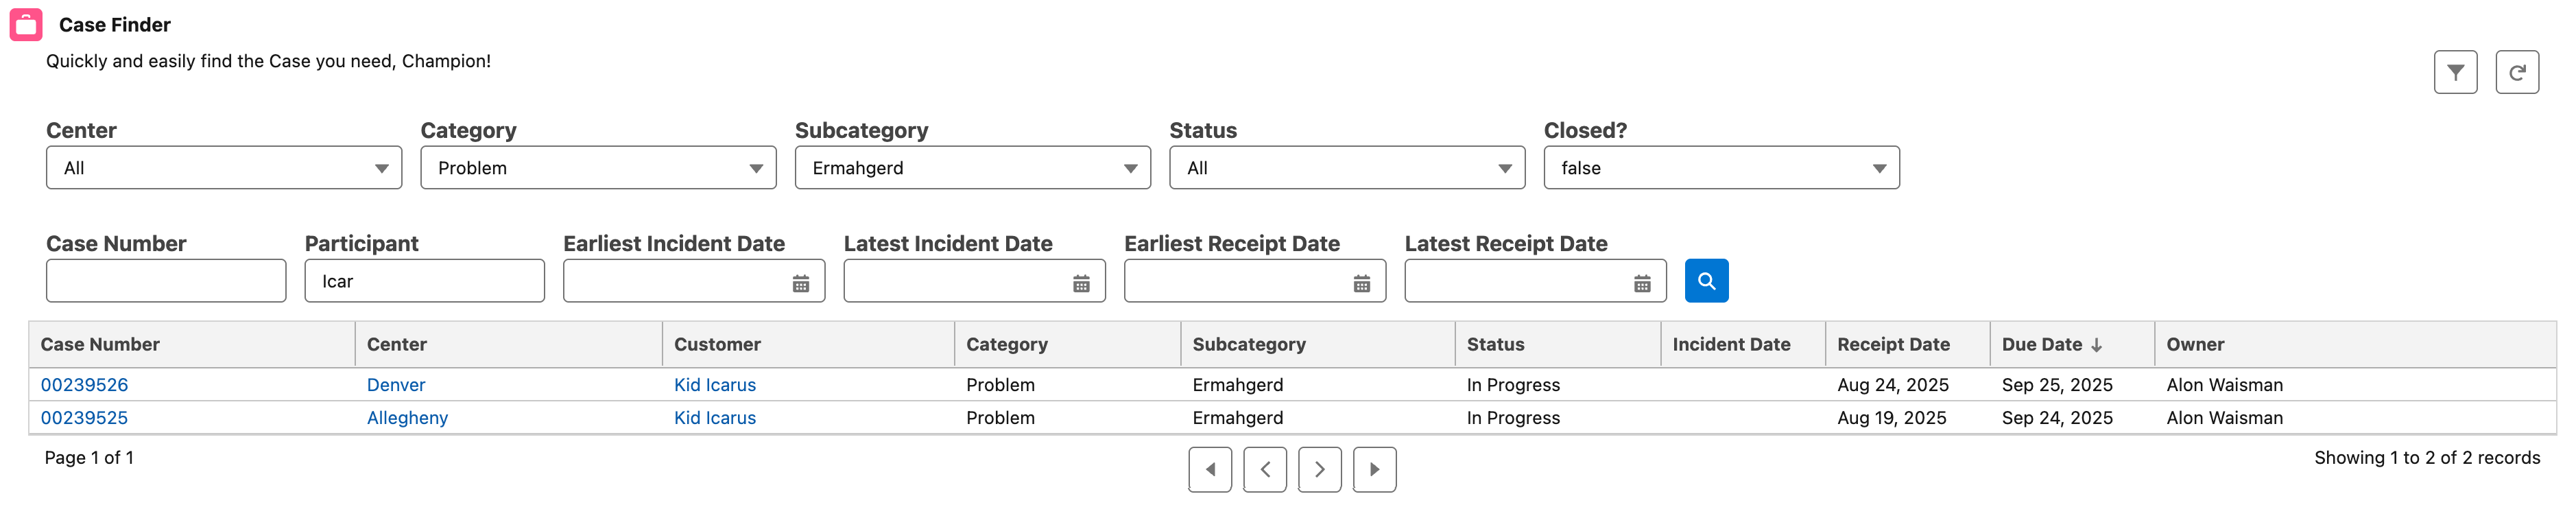 Case Finder
Quickly and easily find the Case you need, Champion!
Center Category Subcategory Status Closed?
All Problem Ermahgerd All false
Case Number Participant Earliest Incident Date Latest Incident Date Earliest Receipt Date Latest Receipt Date
Icar
Case Number Center Customer Category Subcategory Status Incident Date Receipt Date Due Date Owner
00239526 Denver Kid Icarus Problem Ermahgerd In Progress Aug 24, 2025 Sep 25, 2025 Alon Waisman
00239525 Allegheny Kid Icarus Problem Ermahgerd In Progress Aug 19, 2025 Sep 24, 2025 Alon Waisman
Page 1 of 1 Showing 1 to 2 of 2 records